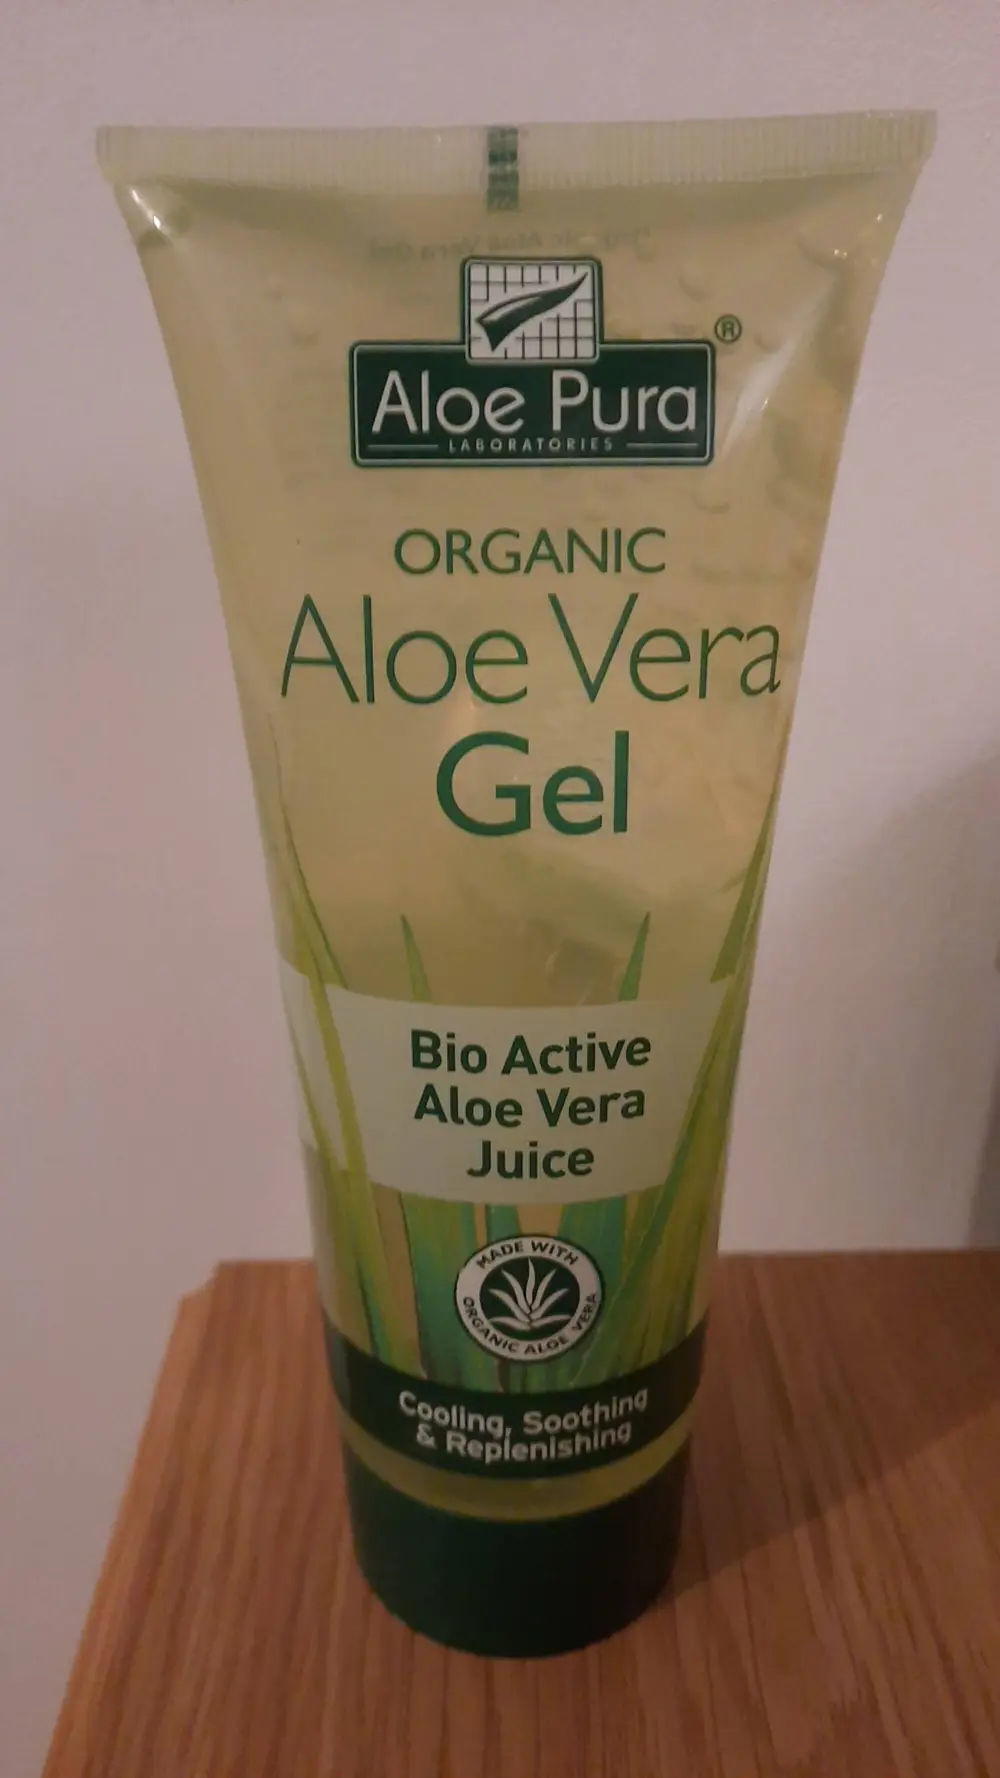 Aloe Pura
®
LABORATORIES
ORGANIC
Aloe Vera
Gel
Bio Active
Aloe Vera
Juice
MADE WITH
ORGANIC ALOE VERA
Cooling, Soothing
& Replenishing